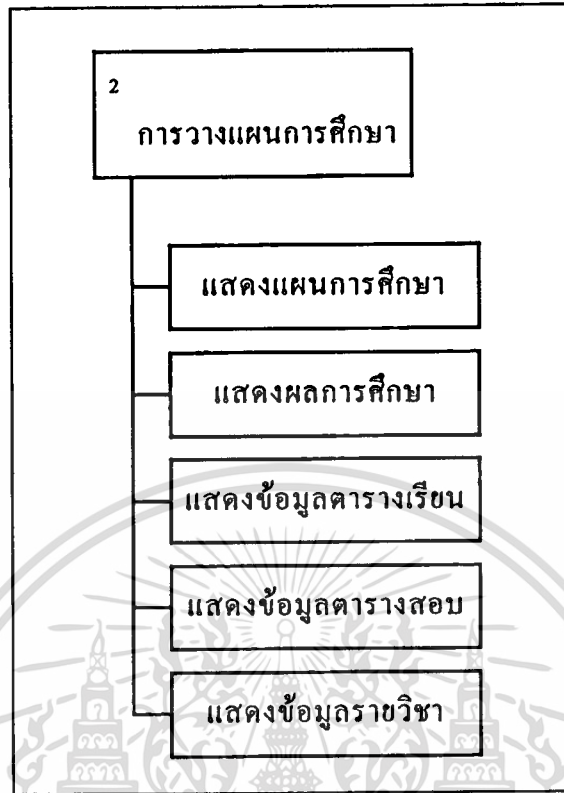 2
การวางแผนการศึกษา
แสดงแผนการศึกษา
แสดงผลการศึกษา
แสดงข้อมูลตารางเรียน
แสดงข้อมูลตารางสอบ
แสดงข้อมูลรายวิชา